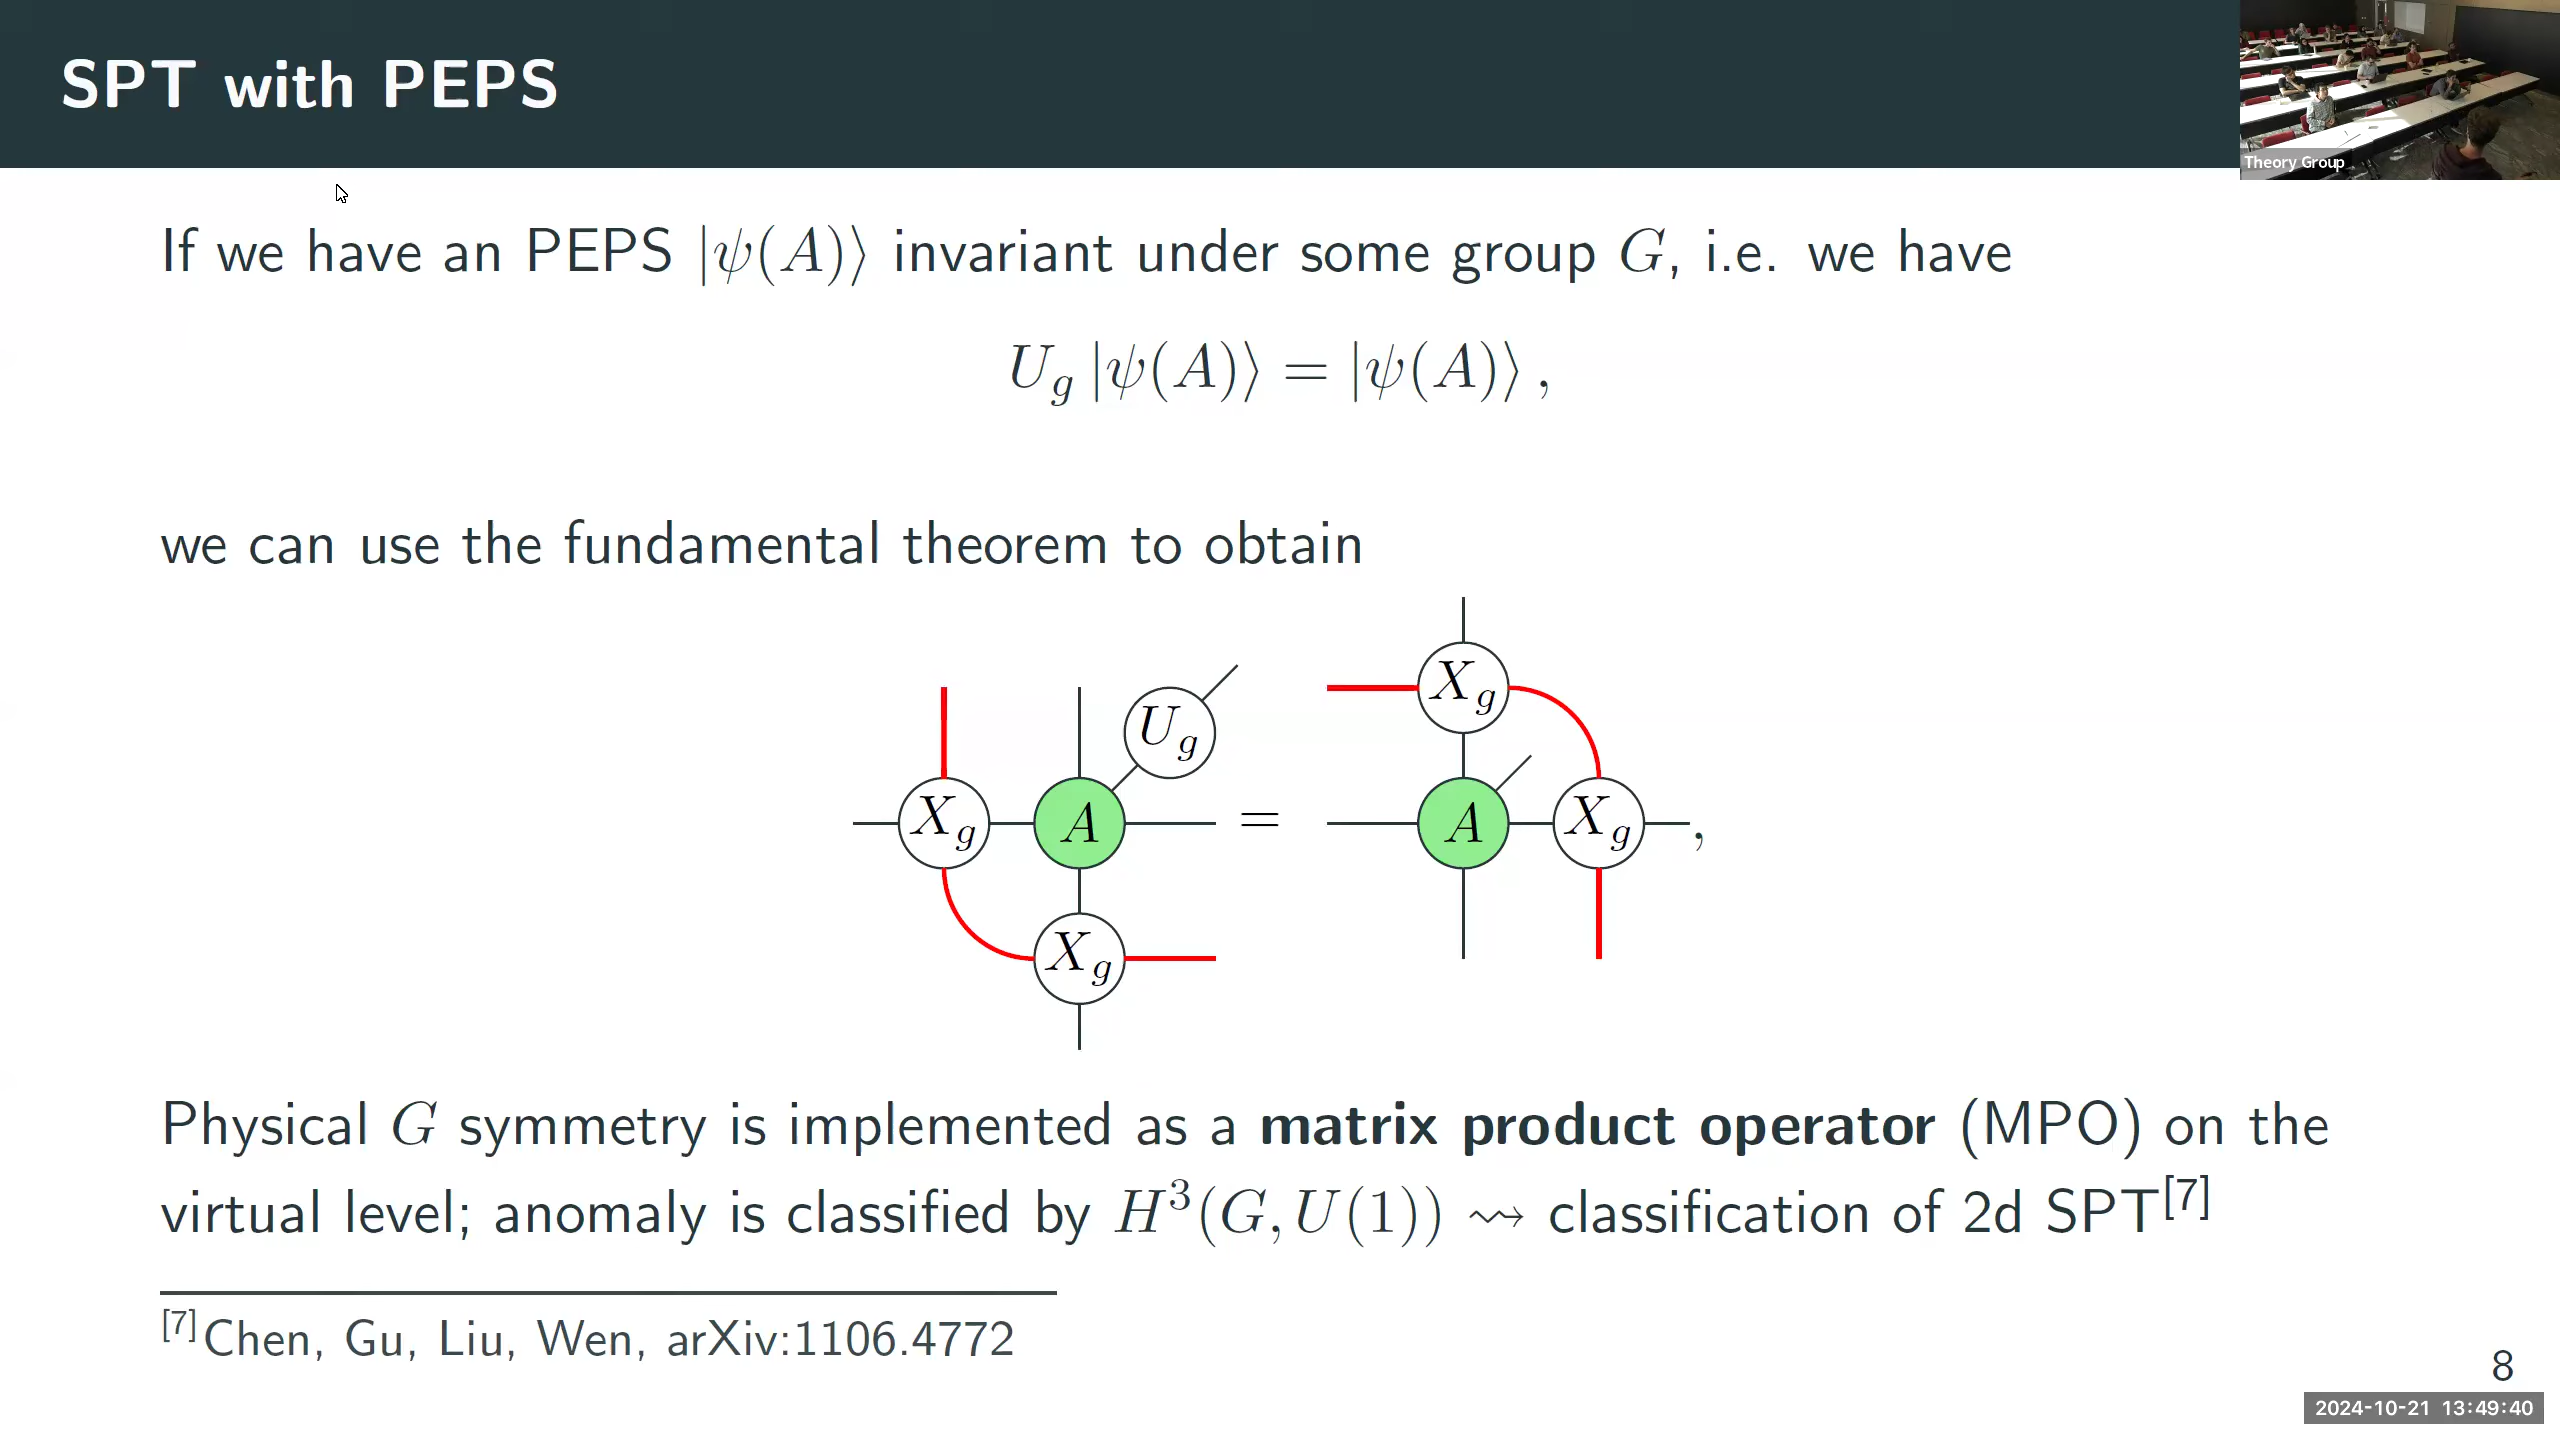 SPT with PEPS
Theory Group
If we have an PEPS |ψ(A)⟩ invariant under some group G, i.e. we have
U_g |ψ(A)⟩ = |ψ(A)⟩ ,
we can use the fundamental theorem to obtain
X_g
U_g
X_g A = A X_g ,
X_g
Physical G symmetry is implemented as a matrix product operator (MPO) on the
virtual level; anomaly is classified by H^3(G, U(1)) ⇝ classification of 2d SPT^[7]
[7]Chen, Gu, Liu, Wen, arXiv:1106.4772
8
2024-10-21 13:49:40